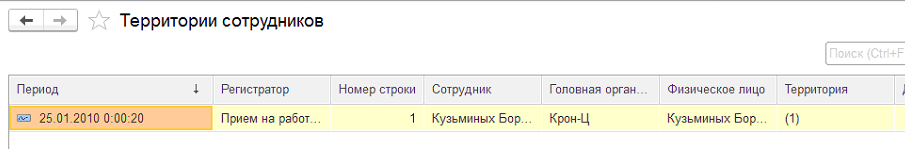 Территории сотрудников
Поиск (Ctrl+F
Период ↓ Регистратор Номер строки Сотрудник Головная орган... Физическое лицо Территория
25.01.2010 0:00:20 Прием на работ... 1 Кузьминых Бор... Крон-Ц Кузьминых Бор... (1)